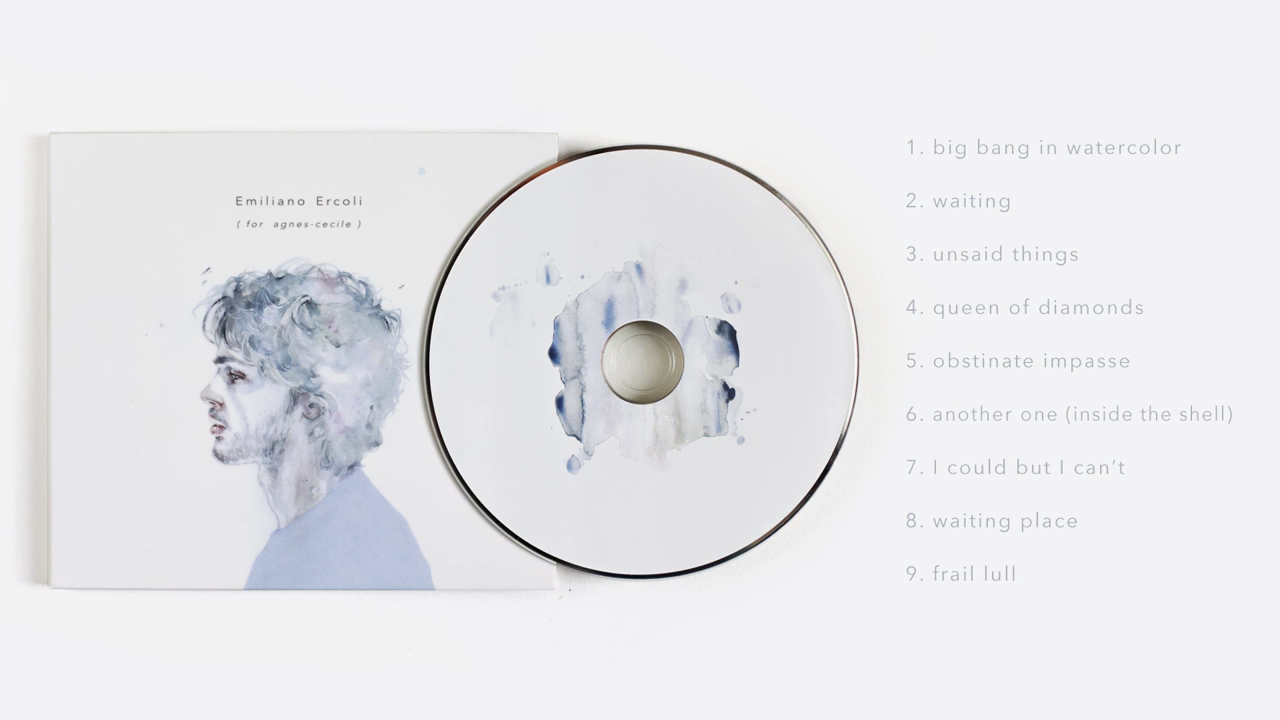 Emiliano Ercoli
( for agnes-cecile )
1. big bang in watercolor
2. waiting
3. unsaid things
4. queen of diamonds
5. obstinate impasse
6. another one (inside the shell)
7. I could but I can’t
8. waiting place
9. frail lull